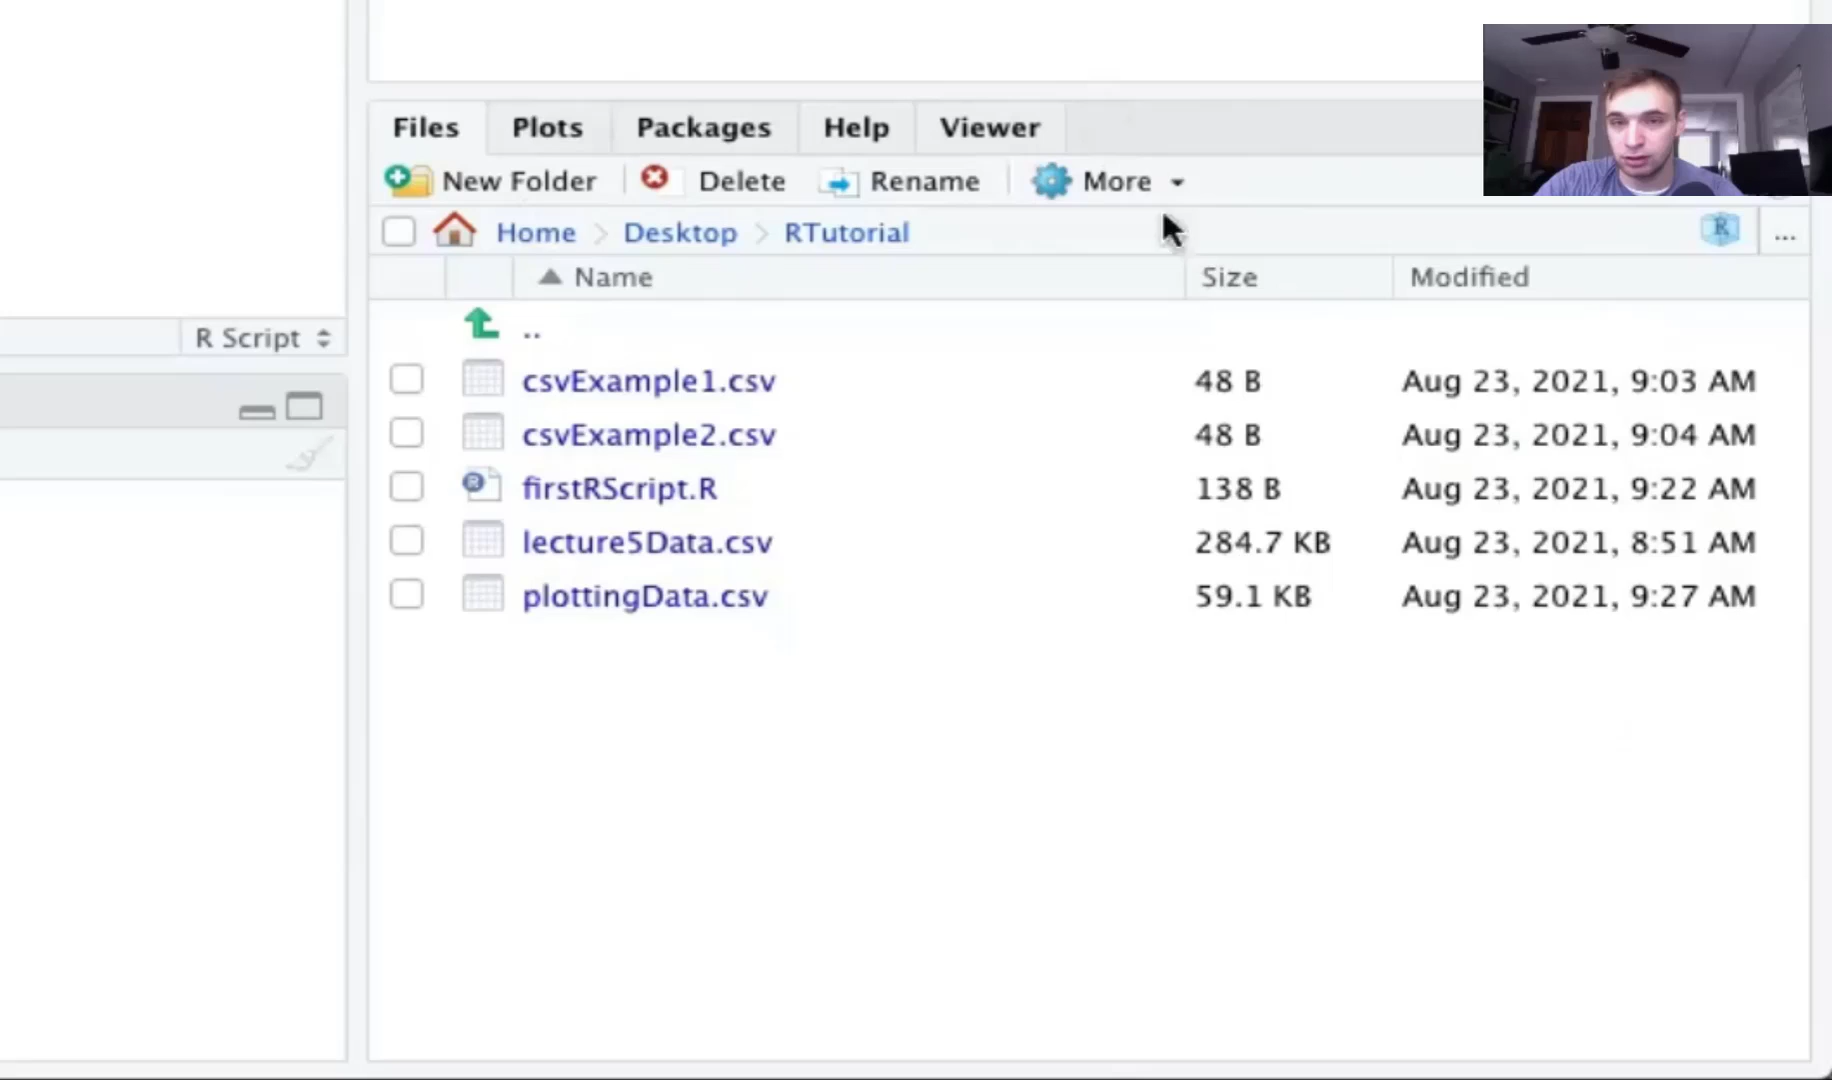 Files Plots Packages Help Viewer
New Folder Delete Rename More
Home Desktop RTutorial R ...
Name Size Modified
..
R Script
csvExample1.csv 48 B Aug 23, 2021, 9:03 AM
csvExample2.csv 48 B Aug 23, 2021, 9:04 AM
R firstRScript.R 138 B Aug 23, 2021, 9:22 AM
lecture5Data.csv 284.7 KB Aug 23, 2021, 8:51 AM
plottingData.csv 59.1 KB Aug 23, 2021, 9:27 AM